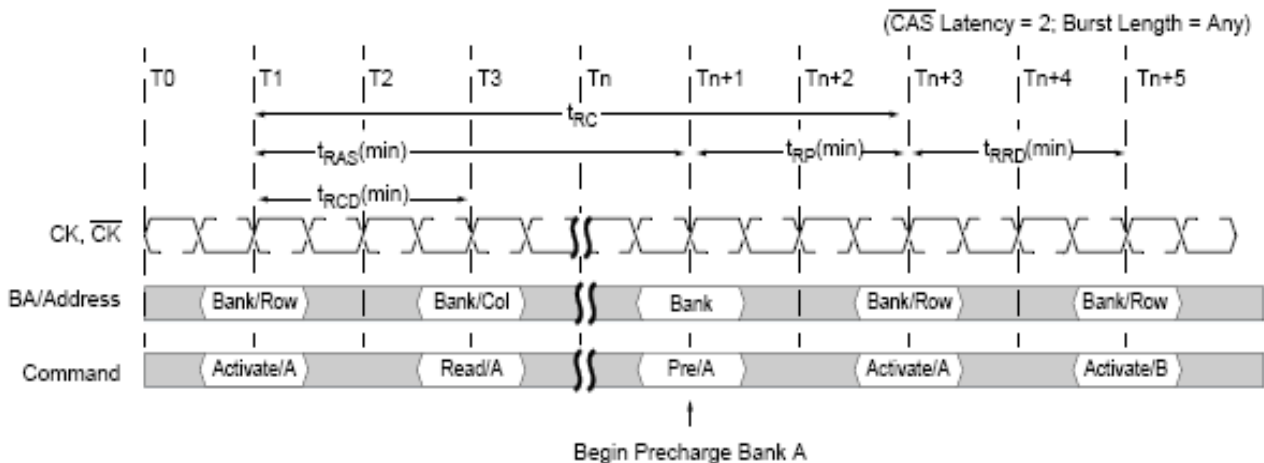 (CAS Latency = 2; Burst Length = Any)
T0 T1 T2 T3 Tn Tn+1 Tn+2 Tn+3 Tn+4 Tn+5
tRC
tRAS(min) tRP(min) tRRD(min)
tRCD(min)
CK, CK
BA/Address Bank/Row Bank/Col Bank Bank/Row Bank/Row
Command Activate/A Read/A Pre/A Activate/A Activate/B
Begin Precharge Bank A